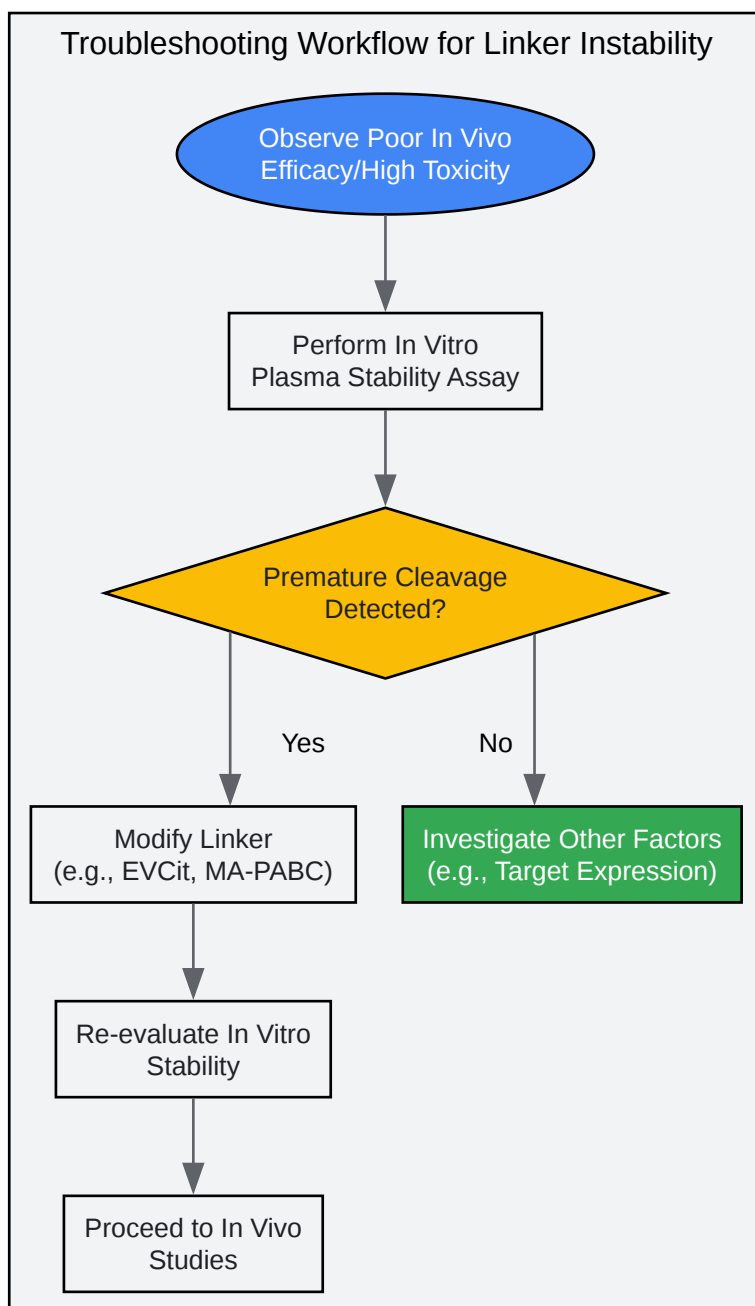 Troubleshooting Workflow for Linker Instability
Observe Poor In Vivo
Efficacy/High Toxicity
Perform In Vitro
Plasma Stability Assay
Premature Cleavage
Detected?
Yes
No
Modify Linker
(e.g., EVCit, MA-PABC)
Investigate Other Factors
(e.g., Target Expression)
Re-evaluate In Vitro
Stability
Proceed to In Vivo
Studies